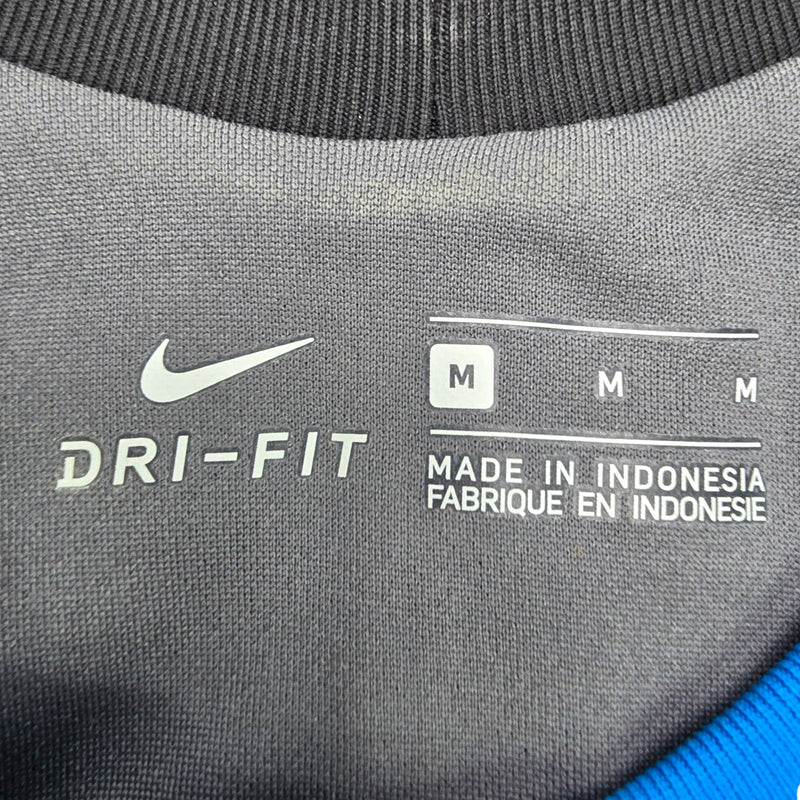 DRI-FIT
M M M
MADE IN INDONESIA
FABRIQUE EN INDONESIE